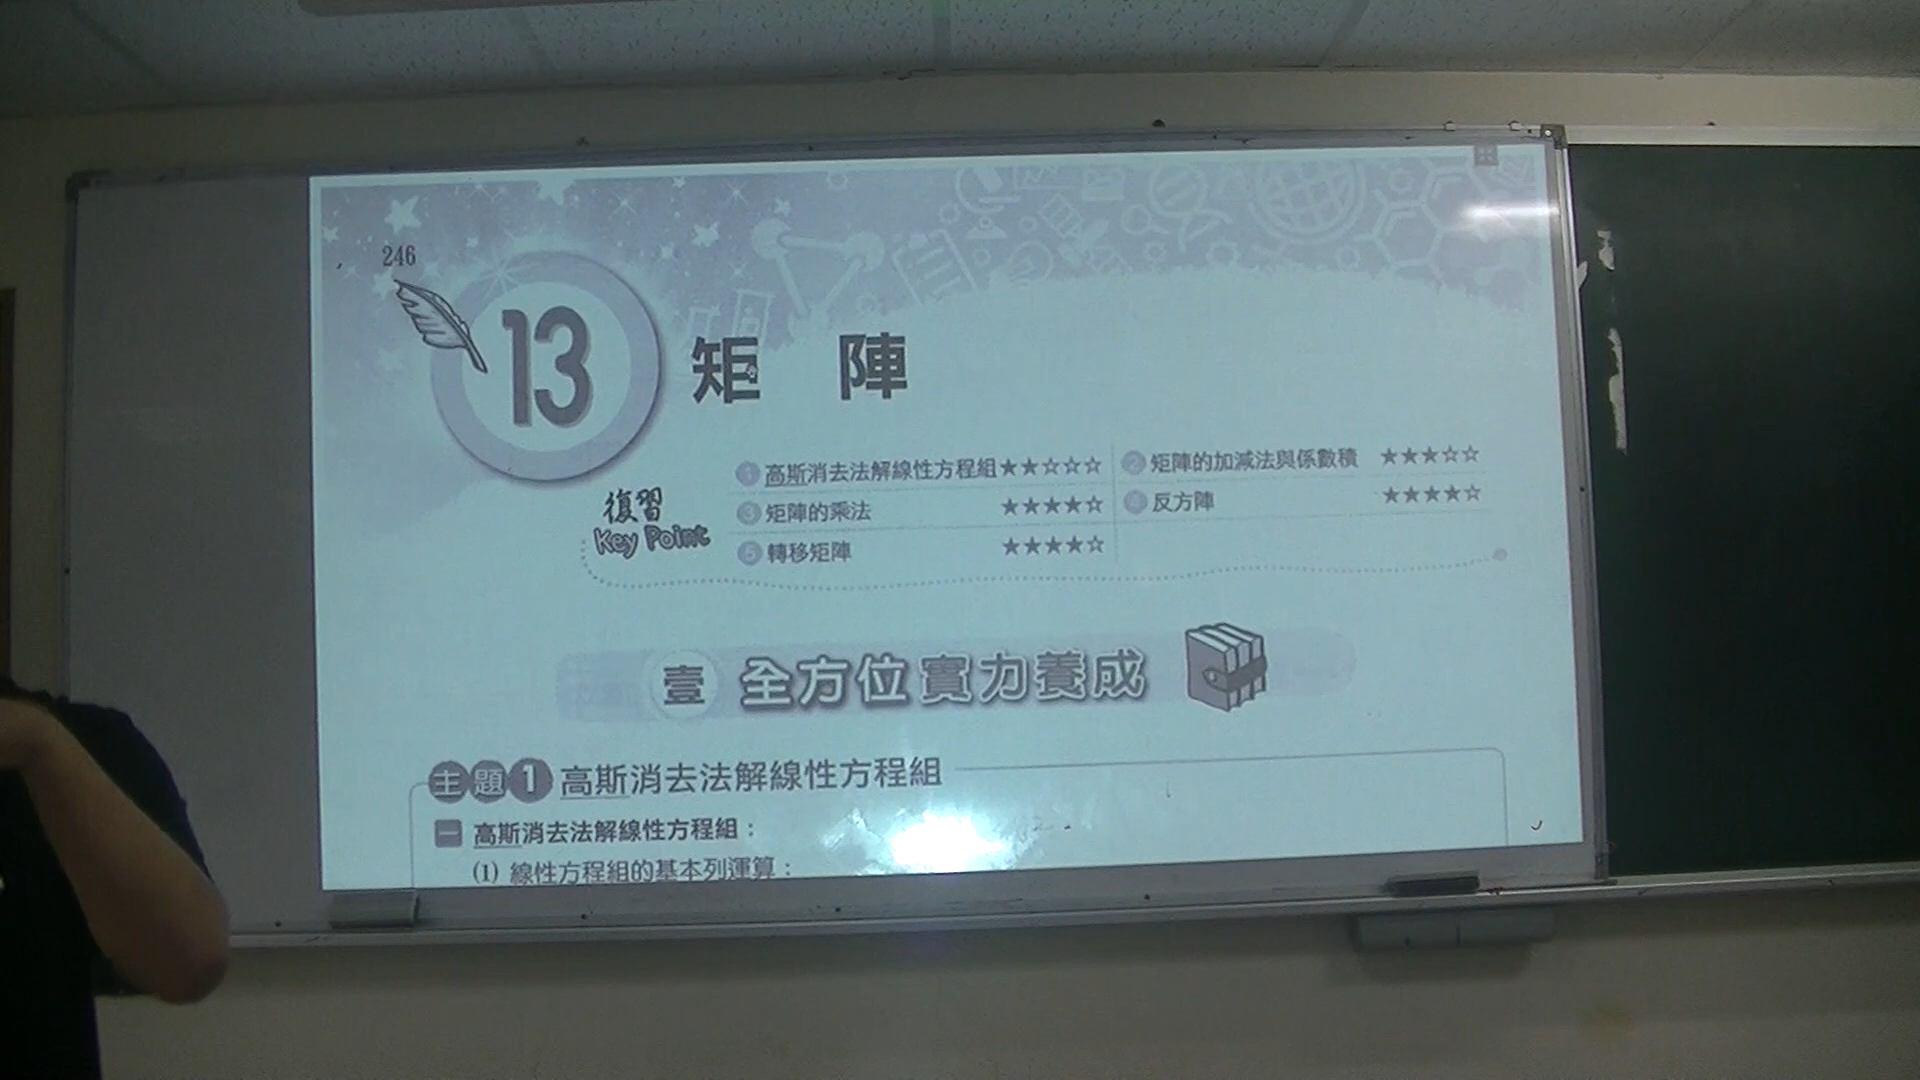 246
13 矩 陣
復習
Key Point
1 高斯消去法解線性方程組★★☆☆☆
2 矩陣的加減法與係數積 ★★★☆☆
3 矩陣的乘法 ★★★★☆
4 反方陣 ★★★★☆
5 轉移矩陣 ★★★★☆
壹 全方位實力養成
主題1 高斯消去法解線性方程組
一 高斯消去法解線性方程組：
(1) 線性方程組的基本列運算：